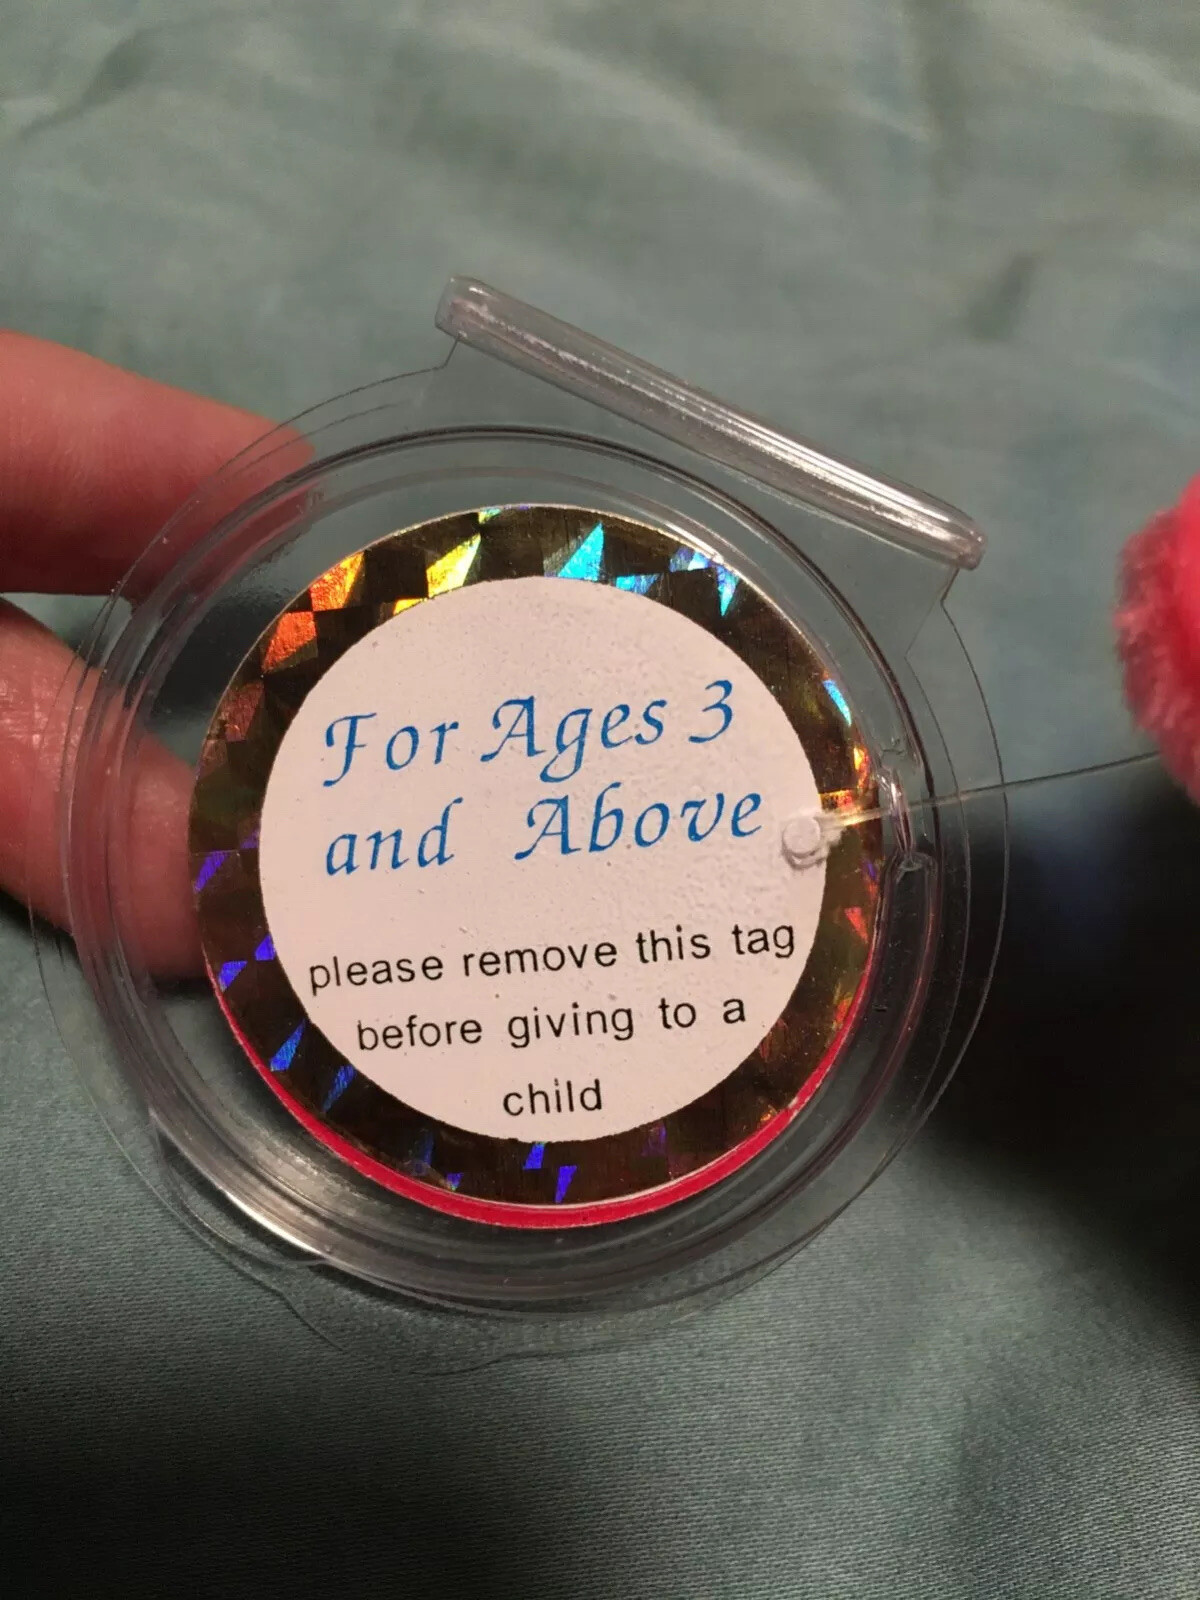 For Ages 3
and Above
please remove this tag
before giving to a
child